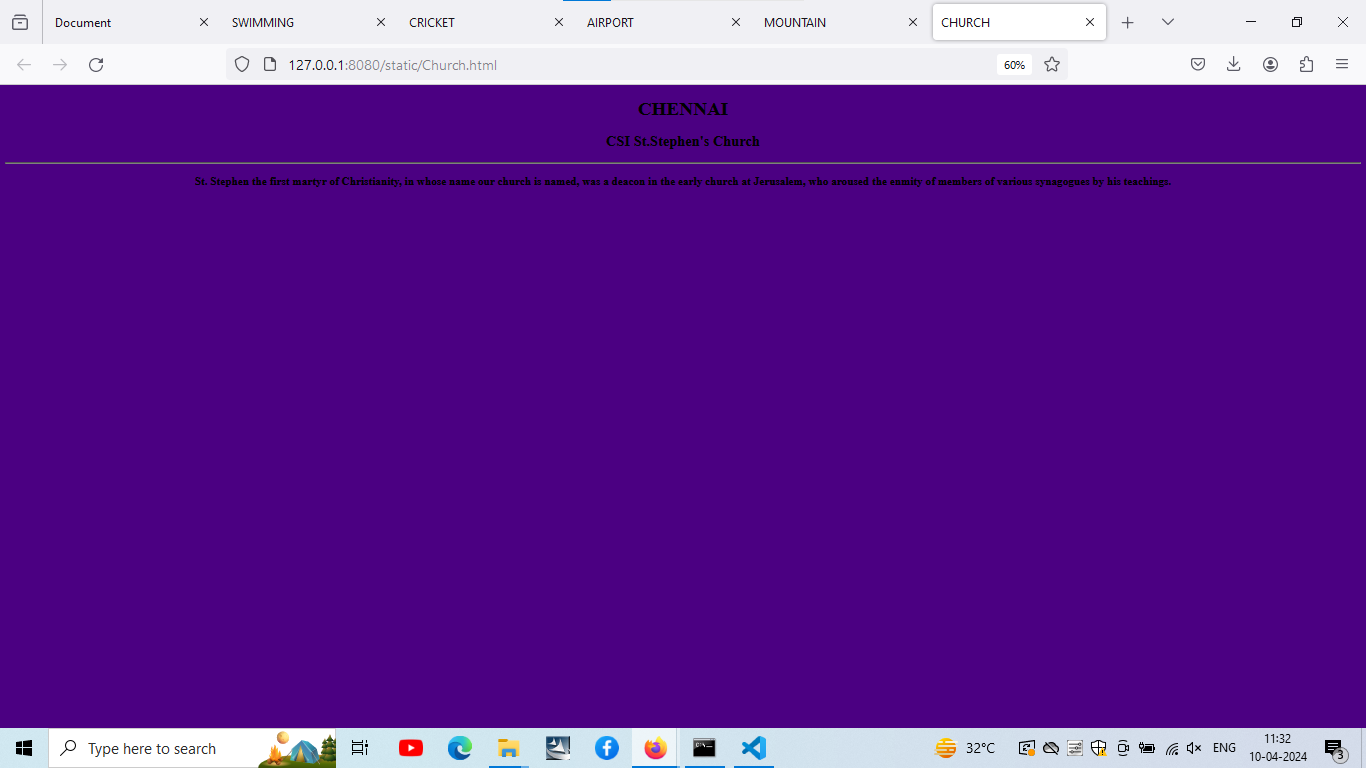 Document
SWIMMING
CRICKET
AIRPORT
MOUNTAIN
CHURCH
127.0.0.1:8080/static/Church.html
60%
CHENNAI
CSI St.Stephen's Church
St. Stephen the first martyr of Christianity, in whose name our church is named, was a deacon in the early church at Jerusalem, who aroused the enmity of members of various synagogues by his teachings.
Type here to search
32°C
ENG
11:32
10-04-2024
3